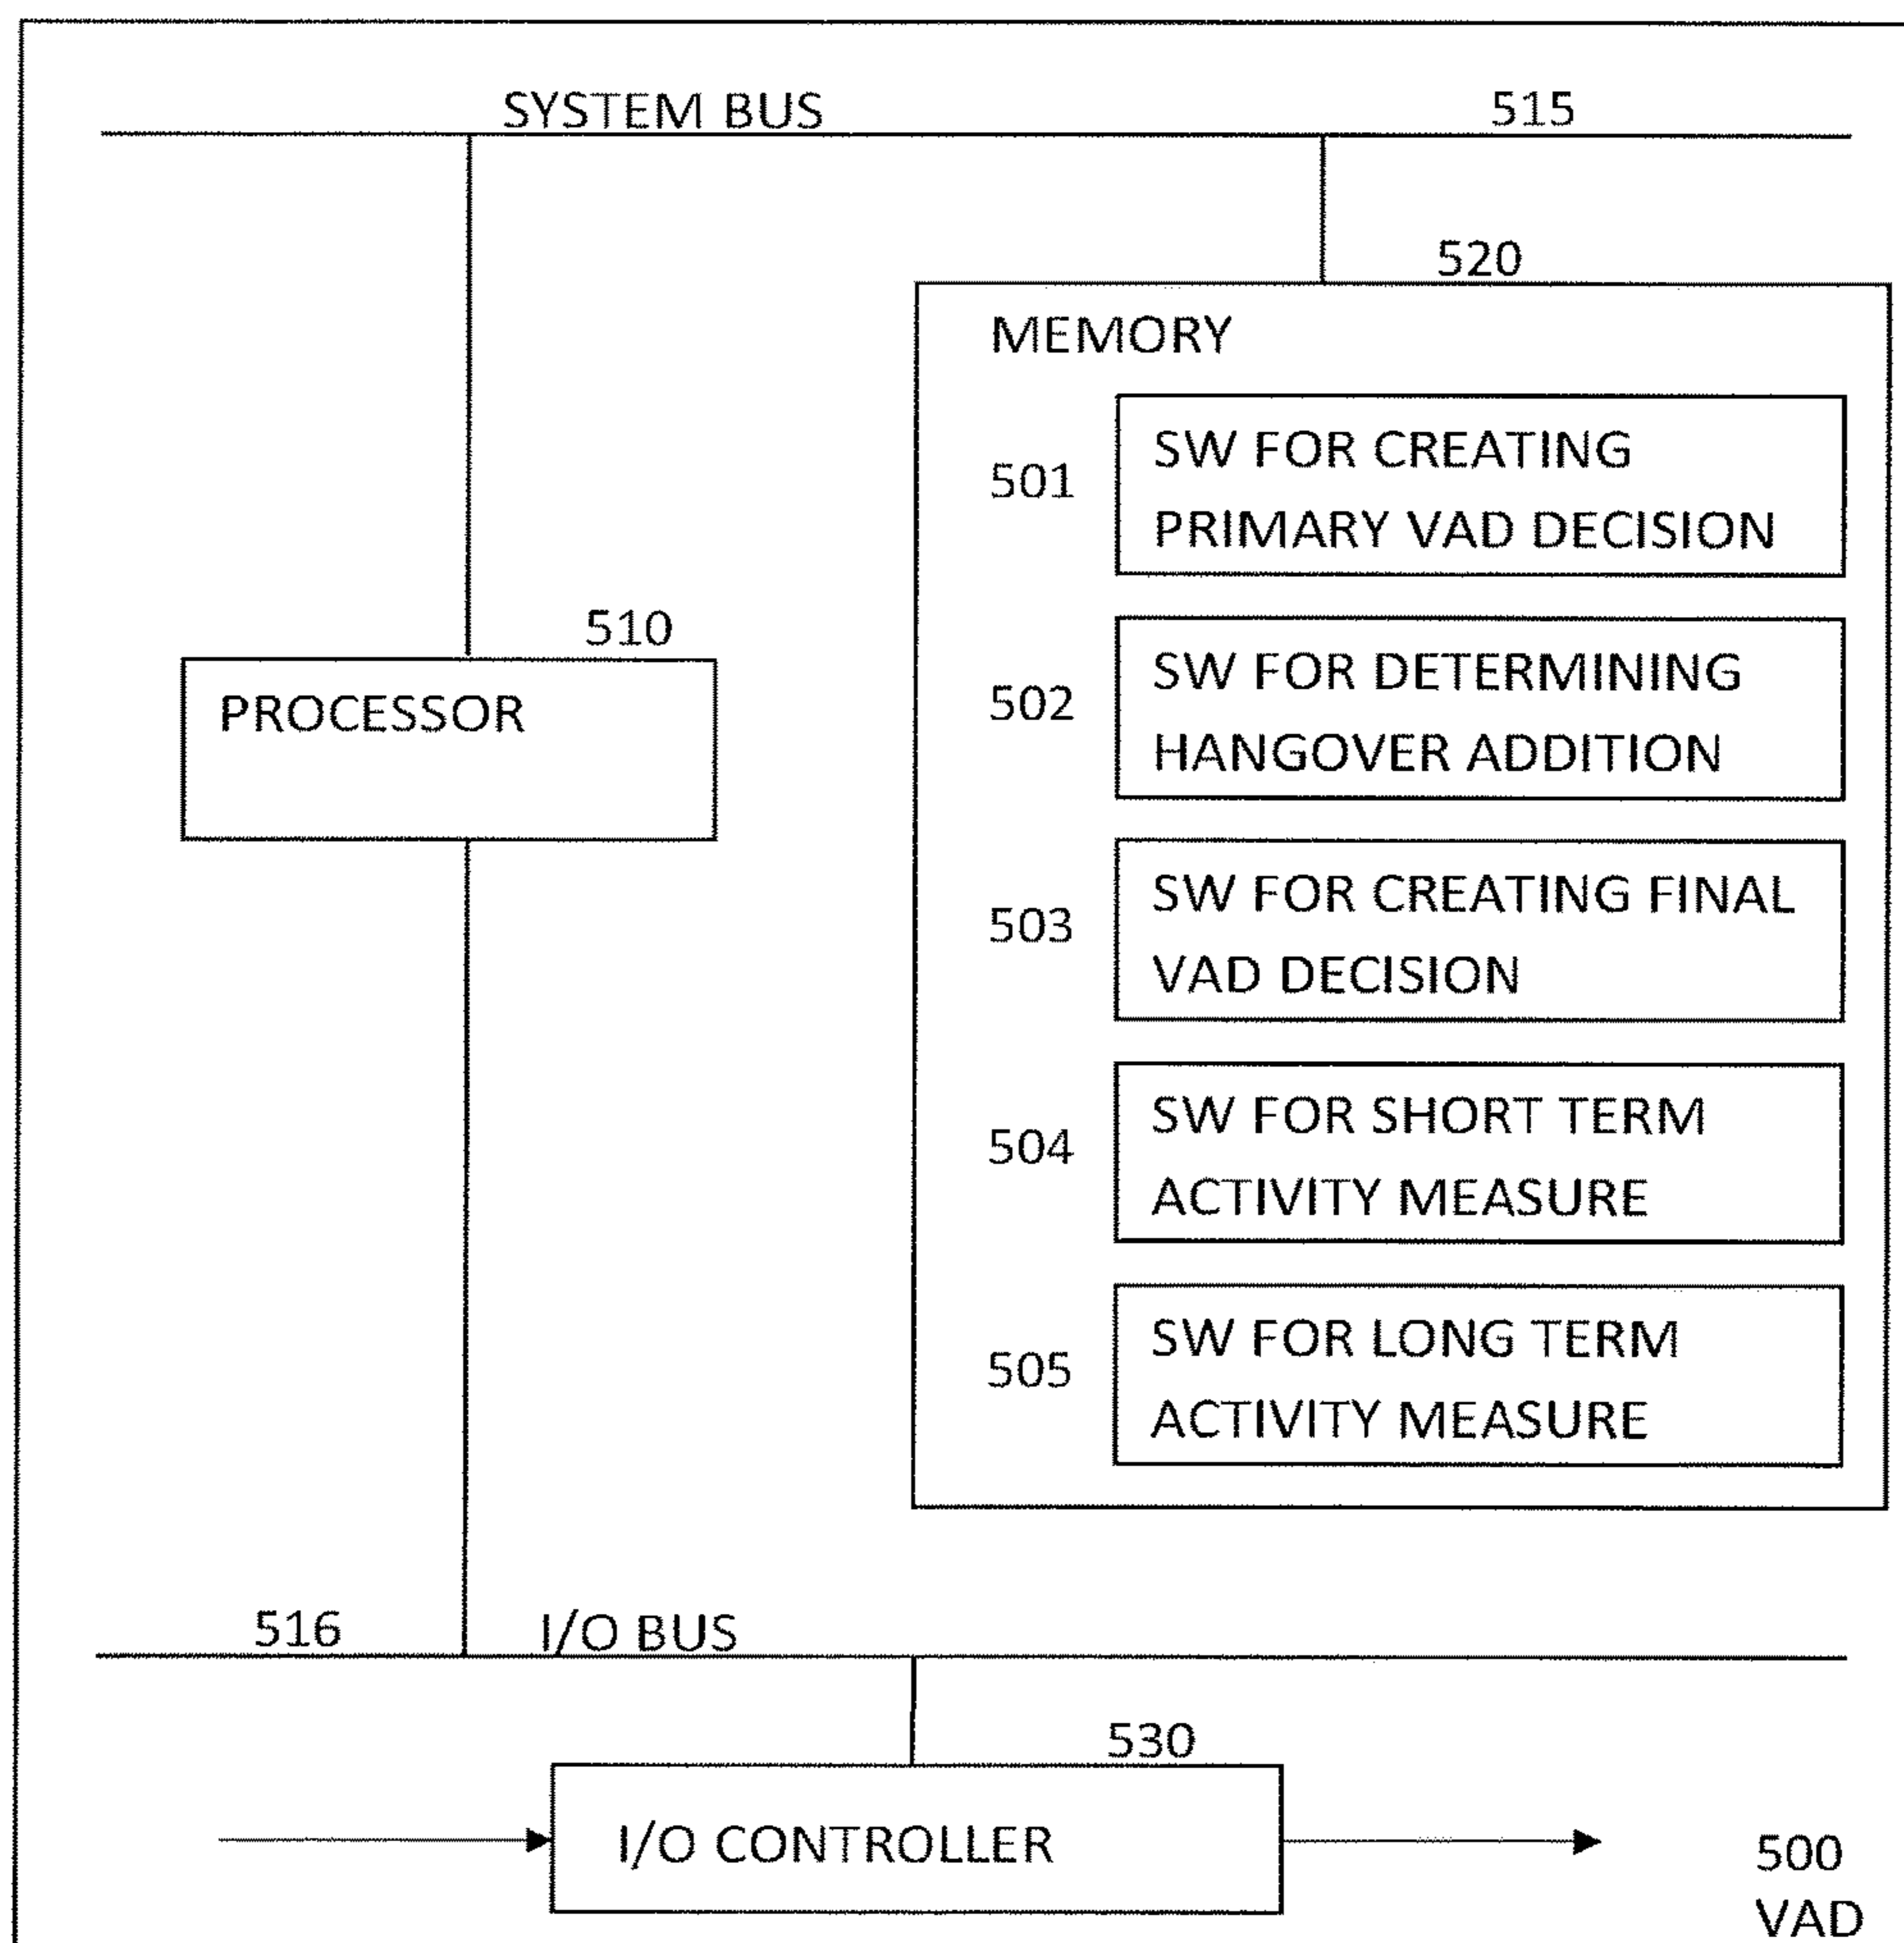 SYSTEM BUS 515
520
MEMORY
501
SW FOR CREATING
PRIMARY VAD DECISION
510
PROCESSOR
502
SW FOR DETERMINING
HANGOVER ADDITION
503
SW FOR CREATING FINAL
VAD DECISION
504
SW FOR SHORT TERM
ACTIVITY MEASURE
505
SW FOR LONG TERM
ACTIVITY MEASURE
516 I/O BUS
530
I/O CONTROLLER
500
VAD